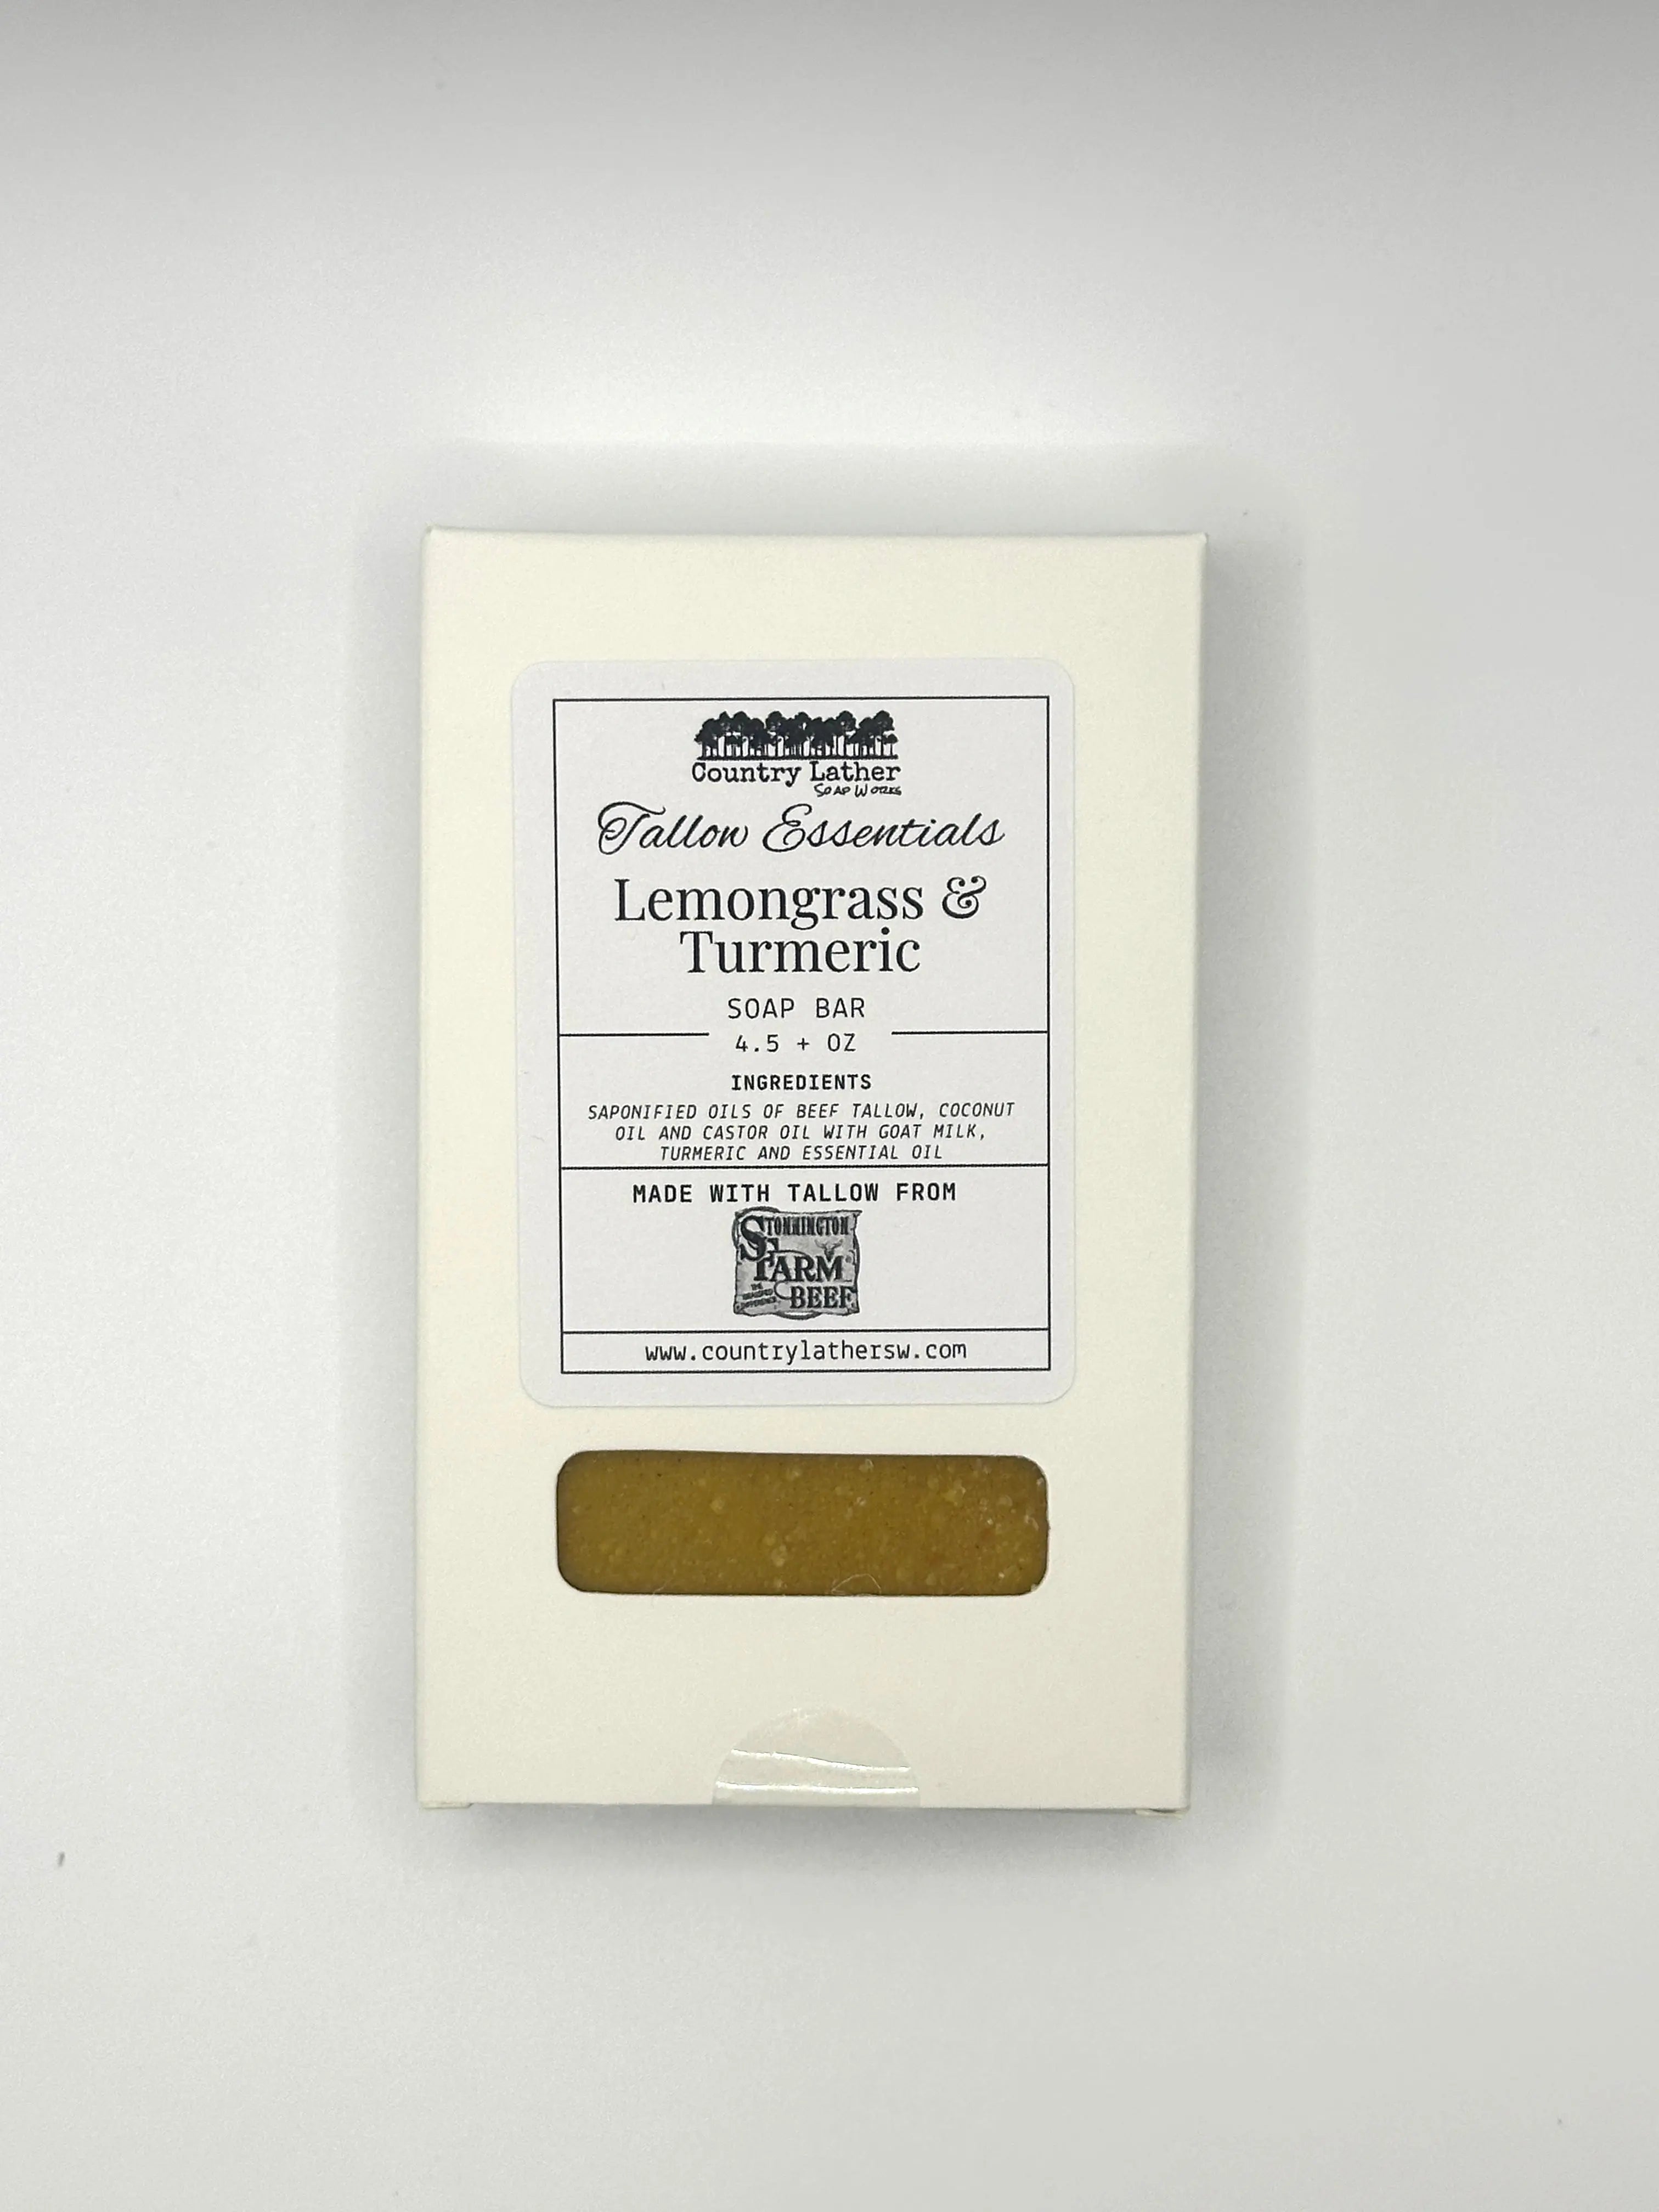 Country Lather
Soap Works
Tallow Essentials
Lemongrass &
Turmeric
SOAP BAR
4.5 + OZ
INGREDIENTS
SAPONIFIED OILS OF BEEF TALLOW, COCONUT
OIL AND CASTOR OIL WITH GOAT MILK,
TURMERIC AND ESSENTIAL OIL
MADE WITH TALLOW FROM
STONNINGTON
FARM
BEEF
www.countrylathersw.com